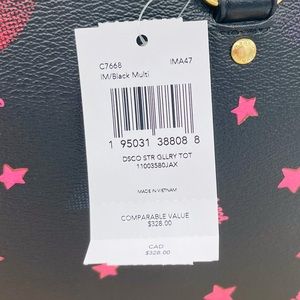 C7668 IMA47
IM/Black Multi
1 95031 38808 8
DSCO STR GLLRY TOT
11003580JAX
MADE IN VIETNAM
COMPARABLE VALUE
$328.00
CAD
$328.00